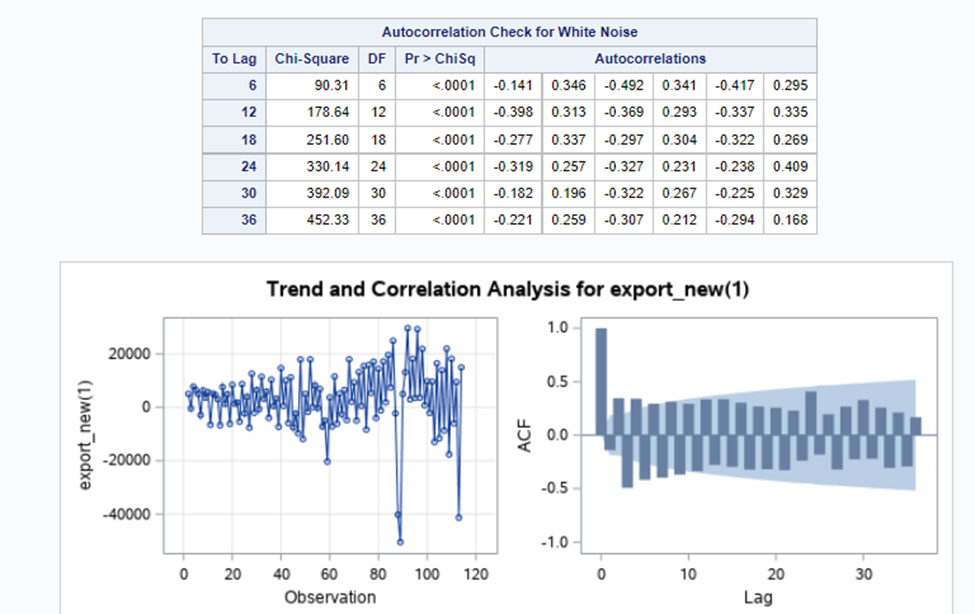 Autocorrelation Check for White Noise
To Lag Chi-Square DF Pr > ChiSq Autocorrelations
6 90.31 6 <.0001 -0.141 0.346 -0.492 0.341 -0.417 0.295
12 178.64 12 <.0001 -0.398 0.313 -0.369 0.293 -0.337 0.335
18 251.60 18 <.0001 -0.277 0.337 -0.297 0.304 -0.322 0.269
24 330.14 24 <.0001 -0.319 0.257 -0.327 0.231 -0.238 0.409
30 392.09 30 <.0001 -0.182 0.196 -0.322 0.267 -0.225 0.329
36 452.33 36 <.0001 -0.221 0.259 -0.307 0.212 -0.294 0.168
Trend and Correlation Analysis for export_new(1)
export_new(1)
20000
0
-20000
-40000
0 20 40 60 80 100 120
Observation
ACF
1.0
0.5
0.0
-0.5
-1.0
0 10 20 30
Lag